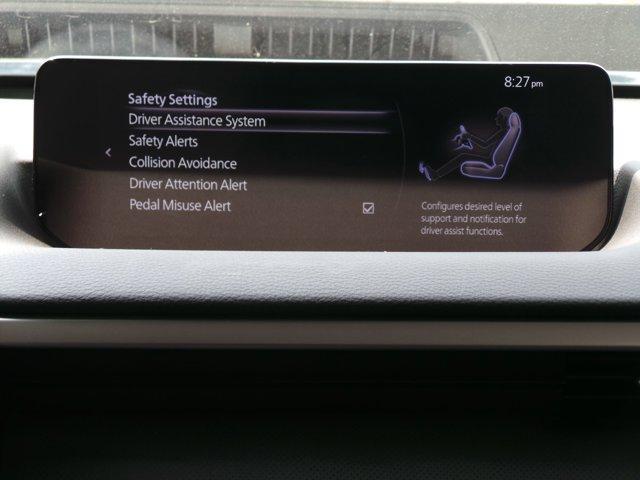 8:27 pm
Safety Settings
Driver Assistance System
Safety Alerts
Collision Avoidance
Driver Attention Alert
Pedal Misuse Alert
Configures desired level of
support and notification for
driver assist functions.